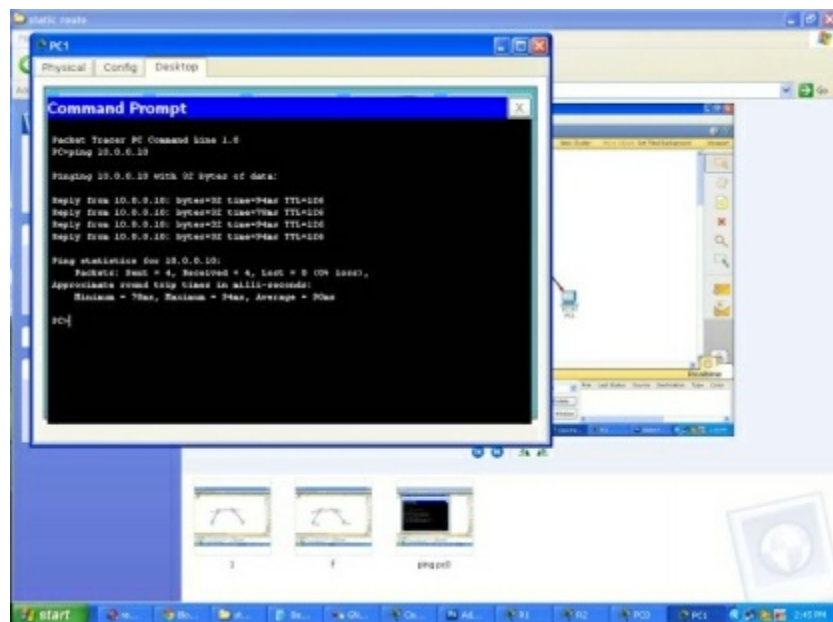 static route
PC1
Physical Config Desktop
Command Prompt
X
Packet Tracer PC Command Line 1.0
PC>ping 10.0.0.10
Pinging 10.0.0.10 with 32 bytes of data:
Reply from 10.0.0.10: bytes=32 time=94ms TTL=126
Reply from 10.0.0.10: bytes=32 time=78ms TTL=126
Reply from 10.0.0.10: bytes=32 time=94ms TTL=126
Reply from 10.0.0.10: bytes=32 time=94ms TTL=126
Ping statistics for 10.0.0.10:
Packets: Sent = 4, Received = 4, Lost = 0 (0% loss),
Approximate round trip times in milli-seconds:
Minimum = 78ms, Maximum = 94ms, Average = 90ms
PC>
Go
Realtime
1
f
ping pc0
start
R1
R2
PC0
PC1
2:45 PM